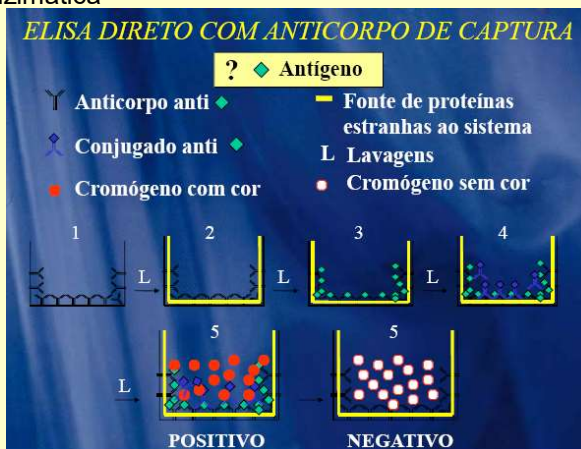 ELISA DIRETO COM ANTICORPO DE CAPTURA
? Antígeno
Anticorpo anti
Conjugado anti
Cromógeno com cor
Fonte de proteínas
estranhas ao sistema
L Lavagens
Cromógeno sem cor
1 2 3 4
L L L
5 5
L
POSITIVO NEGATIVO